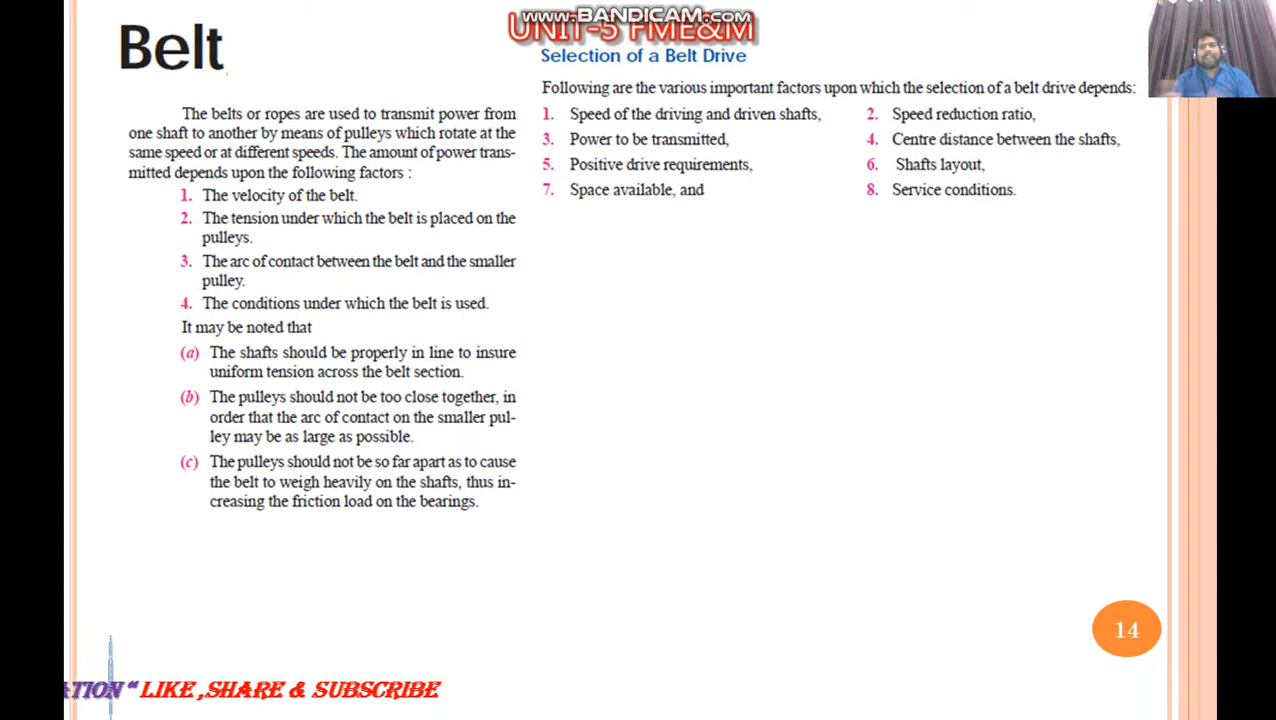 www.BANDICAM.com
UNIT-5 FME&M
Belt
The belts or ropes are used to transmit power from
one shaft to another by means of pulleys which rotate at the
same speed or at different speeds. The amount of power trans-
mitted depends upon the following factors :
1. The velocity of the belt.
2. The tension under which the belt is placed on the
pulleys.
3. The arc of contact between the belt and the smaller
pulley.
4. The conditions under which the belt is used.
It may be noted that
(a) The shafts should be properly in line to insure
uniform tension across the belt section.
(b) The pulleys should not be too close together, in
order that the arc of contact on the smaller pul-
ley may be as large as possible.
(c) The pulleys should not be so far apart as to cause
the belt to weigh heavily on the shafts, thus in-
creasing the friction load on the bearings.
Selection of a Belt Drive
Following are the various important factors upon which the selection of a belt drive depends:
1. Speed of the driving and driven shafts, 2. Speed reduction ratio,
3. Power to be transmitted, 4. Centre distance between the shafts,
5. Positive drive requirements, 6. Shafts layout,
7. Space available, and 8. Service conditions.
14
ATION “ LIKE ,SHARE & SUBSCRIBE